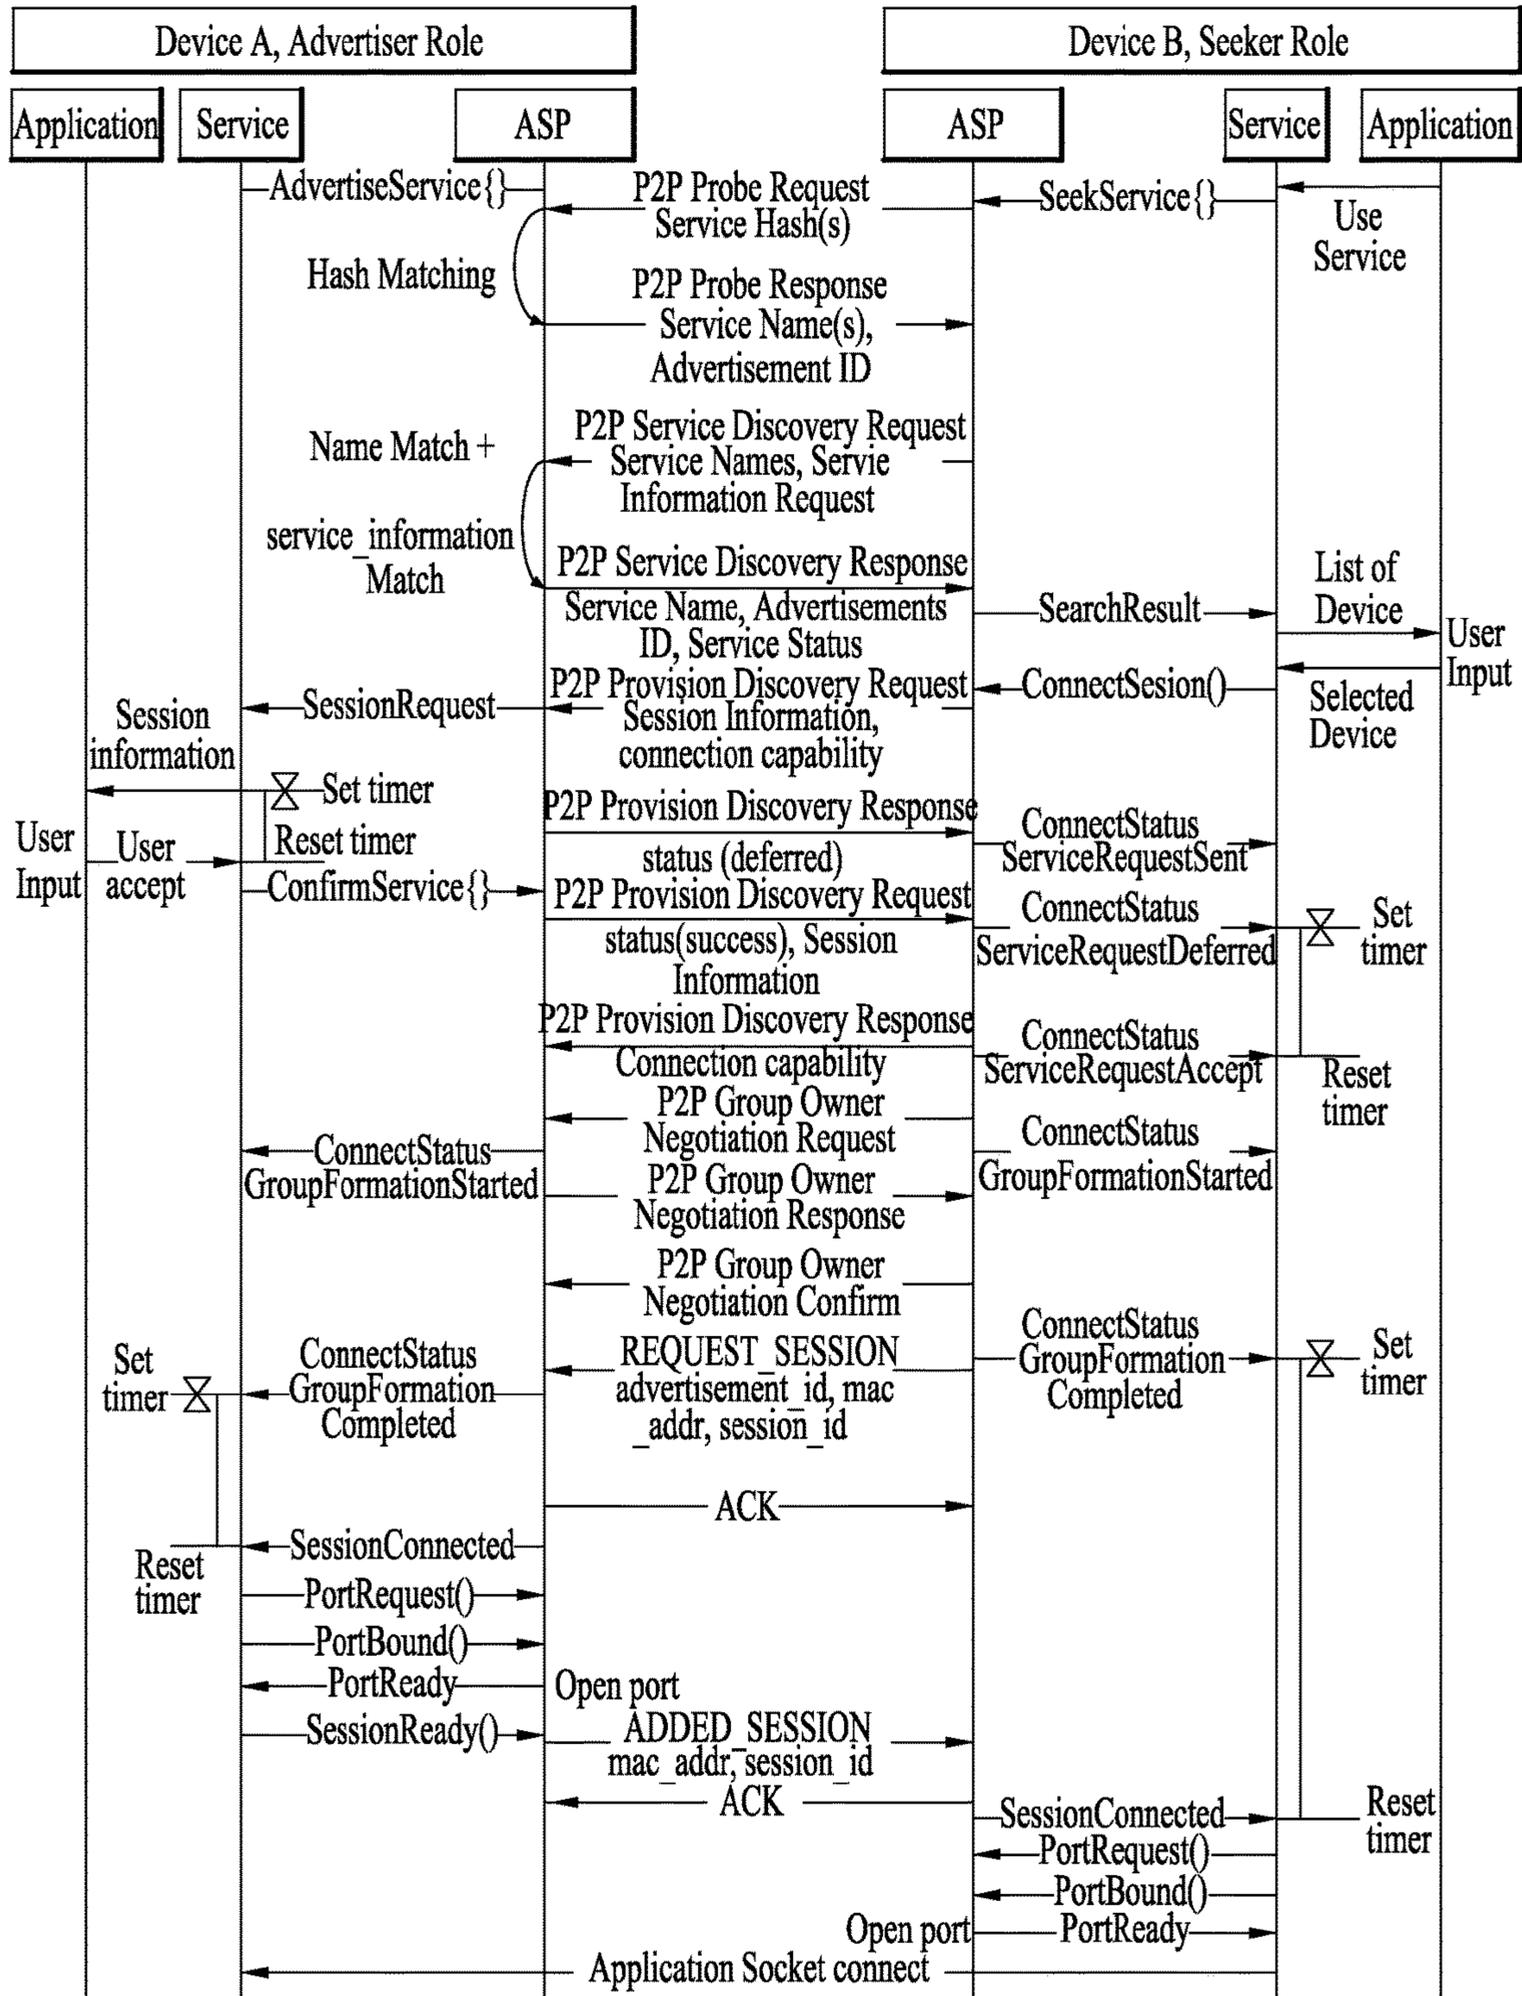 Device A, Advertiser Role
Device B, Seeker Role
Application
Service
ASP
ASP
Service
Application
AdvertiseService{}
P2P Probe Request
Service Hash(s)
SeekService{}
Use
Service
Hash Matching
P2P Probe Response
Service Name(s),
Advertisement ID
Name Match +
service_information
Match
P2P Service Discovery Request
Service Names, Servie
Information Request
P2P Service Discovery Response
Service Name, Advertisements
ID, Service Status
SearchResult
List of
Device
User
Input
P2P Provision Discovery Request
Session Information,
connection capability
ConnectSesion()
Selected
Device
SessionRequest
Session
information
Set timer
P2P Provision Discovery Response
status (deferred)
ConnectStatus
ServiceRequestSent
User
Input
User
accept
Reset timer
ConfirmService{}
P2P Provision Discovery Request
status(success), Session
Information
ConnectStatus
ServiceRequestDeferred
Set
timer
P2P Provision Discovery Response
Connection capability
ConnectStatus
ServiceRequestAccept
Reset
timer
P2P Group Owner
Negotiation Request
ConnectStatus
GroupFormationStarted
ConnectStatus
GroupFormationStarted
P2P Group Owner
Negotiation Response
P2P Group Owner
Negotiation Confirm
ConnectStatus
GroupFormation
Completed
Set
timer
Set
timer
ConnectStatus
GroupFormation
Completed
REQUEST_SESSION
advertisement_id, mac
_addr, session_id
ACK
SessionConnected
Reset
timer
PortRequest()
PortBound()
PortReady
Open port
SessionReady()
ADDED_SESSION
mac_addr, session_id
ACK
SessionConnected
Reset
timer
PortRequest()
PortBound()
Open port
PortReady
Application Socket connect